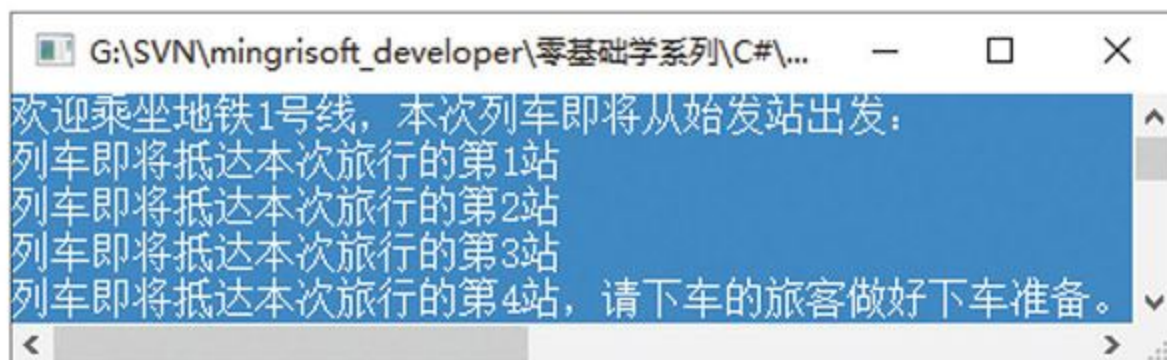 G:\SVN\mingrisoft_developer\零基础学系列\C#\...
欢迎乘坐地铁1号线，本次列车即将从始发站出发：
列车即将抵达本次旅行的第1站
列车即将抵达本次旅行的第2站
列车即将抵达本次旅行的第3站
列车即将抵达本次旅行的第4站，请下车的旅客做好下车准备。